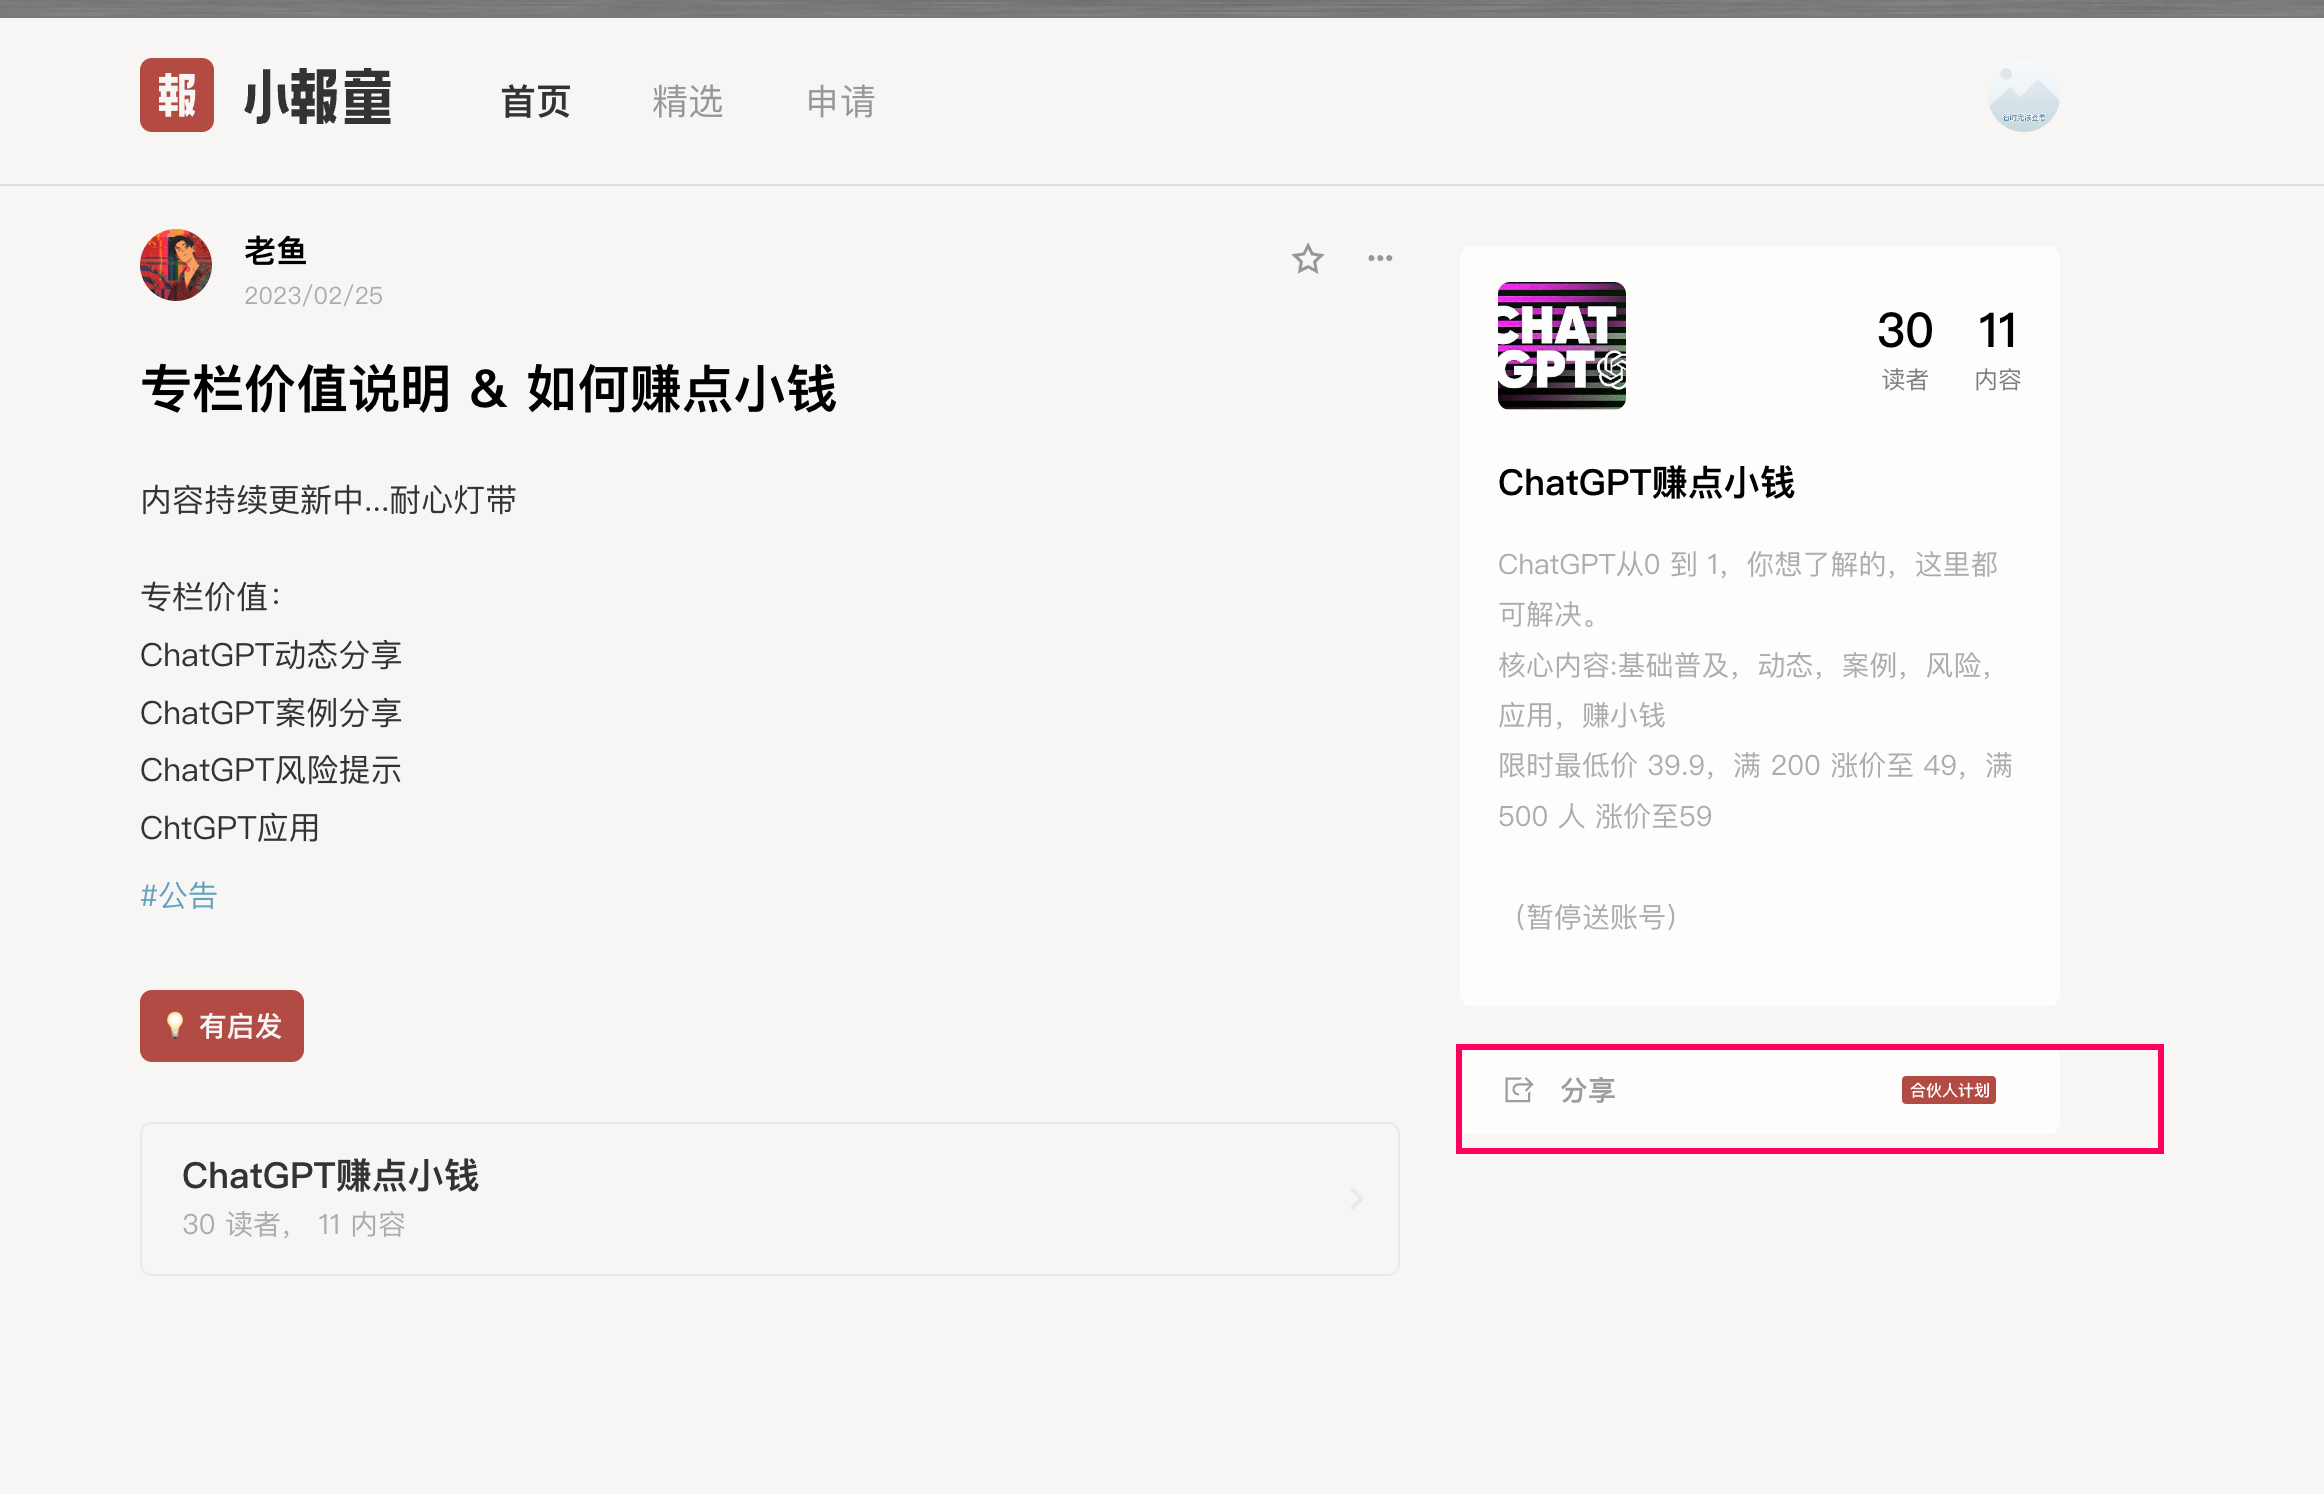 報 小報童
首页 精选 申请
老鱼
2023/02/25
专栏价值说明 & 如何赚点小钱
内容持续更新中...耐心灯带
专栏价值：
ChatGPT动态分享
ChatGPT案例分享
ChatGPT风险提示
ChtGPT应用
#公告
有启发
ChatGPT赚点小钱
30 读者， 11 内容
CHAT
GPT
30 11
读者 内容
ChatGPT赚点小钱
ChatGPT从0 到 1，你想了解的，这里都
可解决。
核心内容:基础普及，动态，案例，风险，
应用，赚小钱
限时最低价 39.9，满 200 涨价至 49，满
500 人 涨价至59
（暂停送账号）
分享 合伙人计划